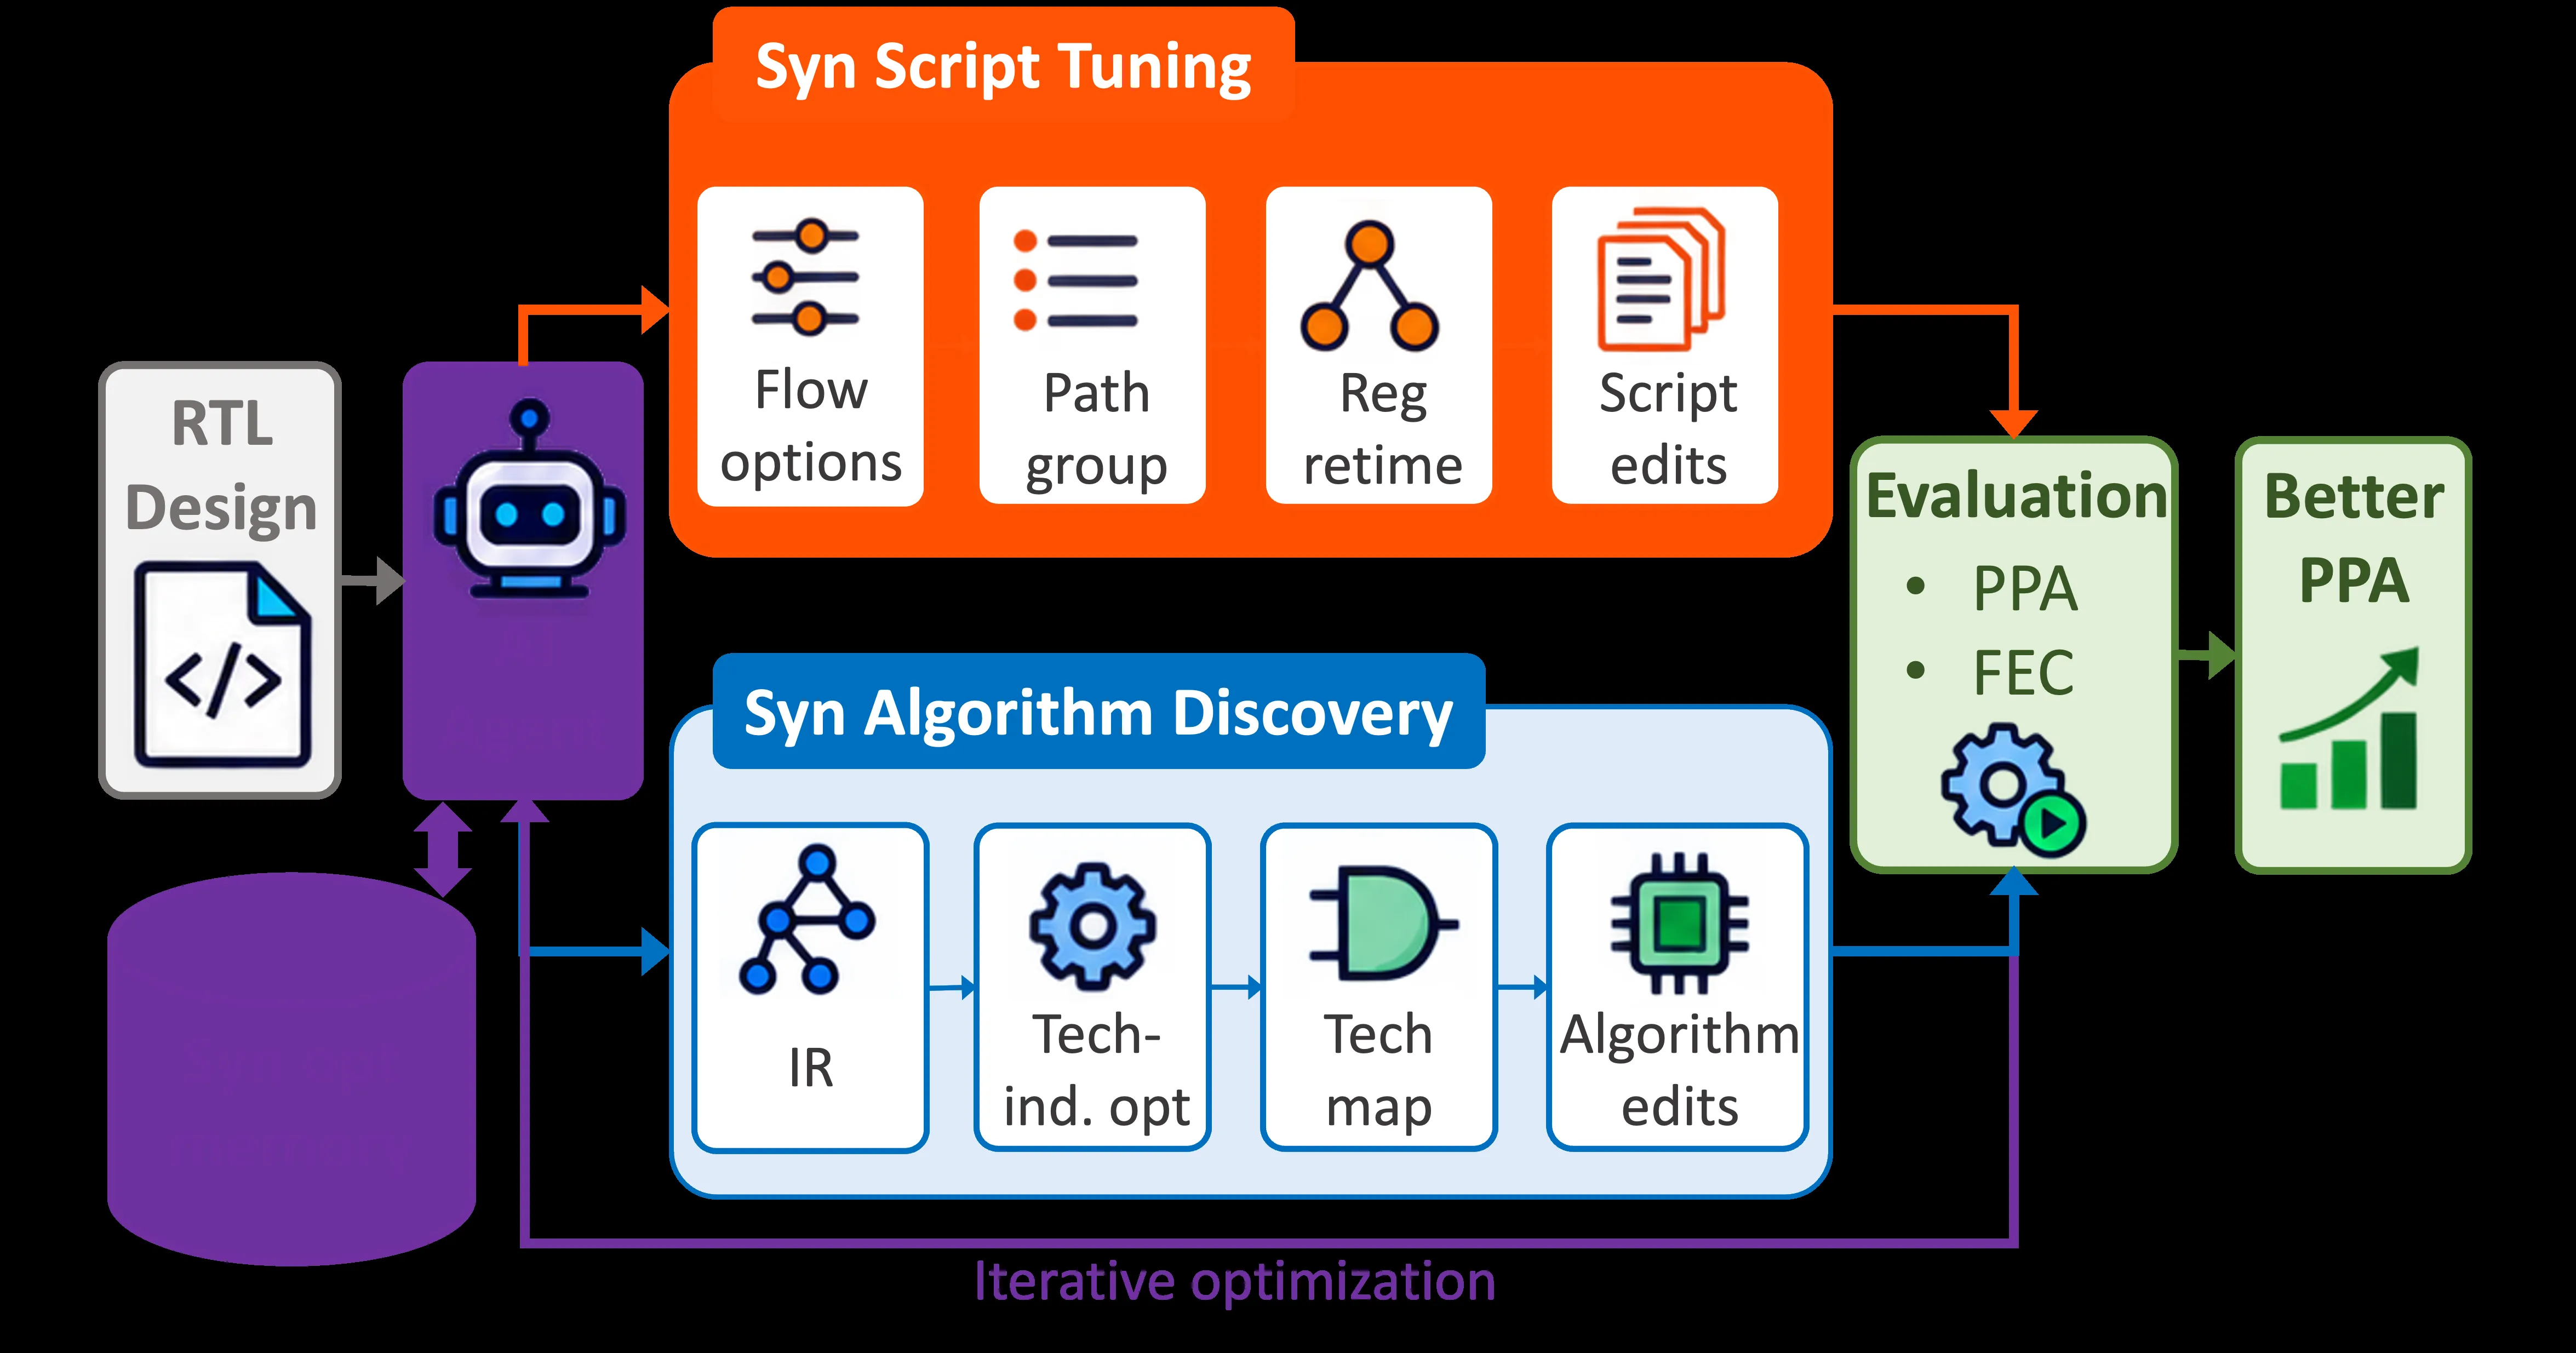 Syn Script Tuning
Flow
options
Path
group
Reg
retime
Script
edits
RTL
Design
</>
Evaluation
• PPA
• FEC
Better
PPA
Syn Algorithm Discovery
IR
Tech-
ind. opt
Tech
map
Algorithm
edits
memory
Iterative optimization